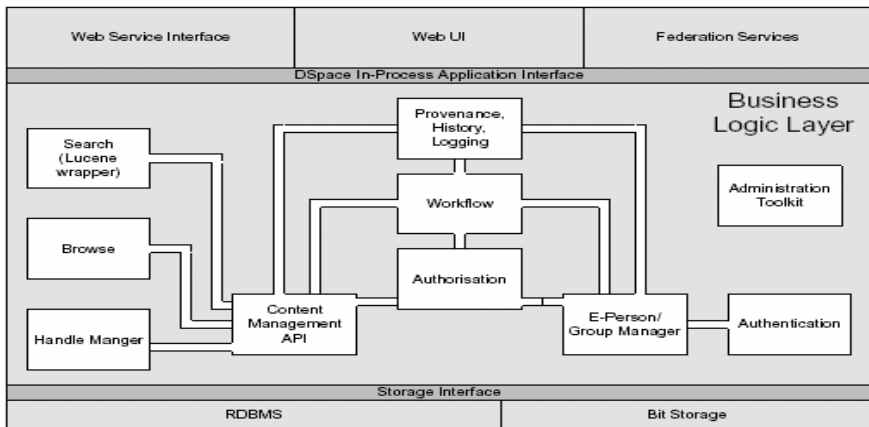 Web Service Interface
Web UI
Federation Services
DSpace In-Process Application Interface
Business
Logic Layer
Provenance,
History,
Logging
Search
(Lucene
wrapper)
Workflow
Administration
Toolkit
Browse
Authorisation
Content
Management
API
E-Person/
Group Manager
Handle Manger
Authentication
Storage Interface
RDBMS
Bit Storage